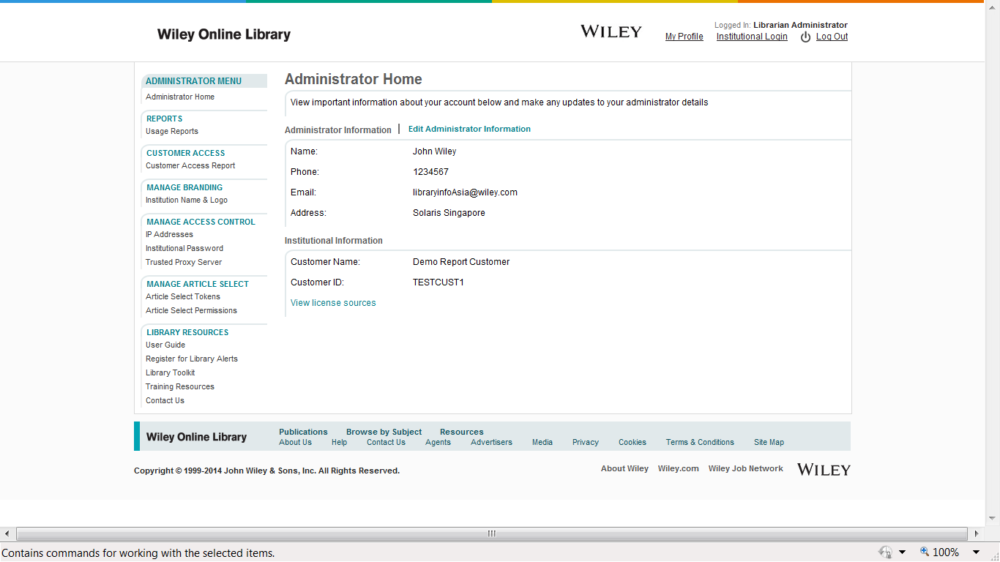 Wiley Online Library
WILEY
Logged In: Librarian Administrator
My Profile Institutional Login Log Out
ADMINISTRATOR MENU
Administrator Home
REPORTS
Usage Reports
CUSTOMER ACCESS
Customer Access Report
MANAGE BRANDING
Institution Name & Logo
MANAGE ACCESS CONTROL
IP Addresses
Institutional Password
Trusted Proxy Server
MANAGE ARTICLE SELECT
Article Select Tokens
Article Select Permissions
LIBRARY RESOURCES
User Guide
Register for Library Alerts
Library Toolkit
Training Resources
Contact Us
Administrator Home
View important information about your account below and make any updates to your administrator details
Administrator Information | Edit Administrator Information
Name: John Wiley
Phone: 1234567
Email: libraryinfoAsia@wiley.com
Address: Solaris Singapore
Institutional Information
Customer Name: Demo Report Customer
Customer ID: TESTCUST1
View license sources
Wiley Online Library
Publications Browse by Subject Resources
About Us Help Contact Us Agents Advertisers Media Privacy Cookies Terms & Conditions Site Map
Copyright © 1999-2014 John Wiley & Sons, Inc. All Rights Reserved.
About Wiley Wiley.com Wiley Job Network WILEY
Contains commands for working with the selected items.
100%